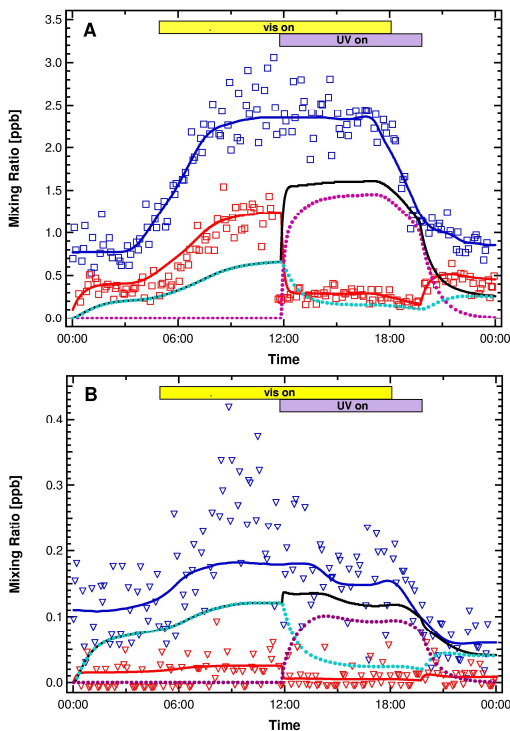 A
vis on
UV on
3.5
3.0
2.5
2.0
1.5
1.0
0.5
0.0
Mixing Ratio [ppb]
00:00 06:00 12:00 18:00 00:00
Time
B
vis on
UV on
0.4
0.3
0.2
0.1
0.0
Mixing Ratio [ppb]
00:00 06:00 12:00 18:00 00:00
Time